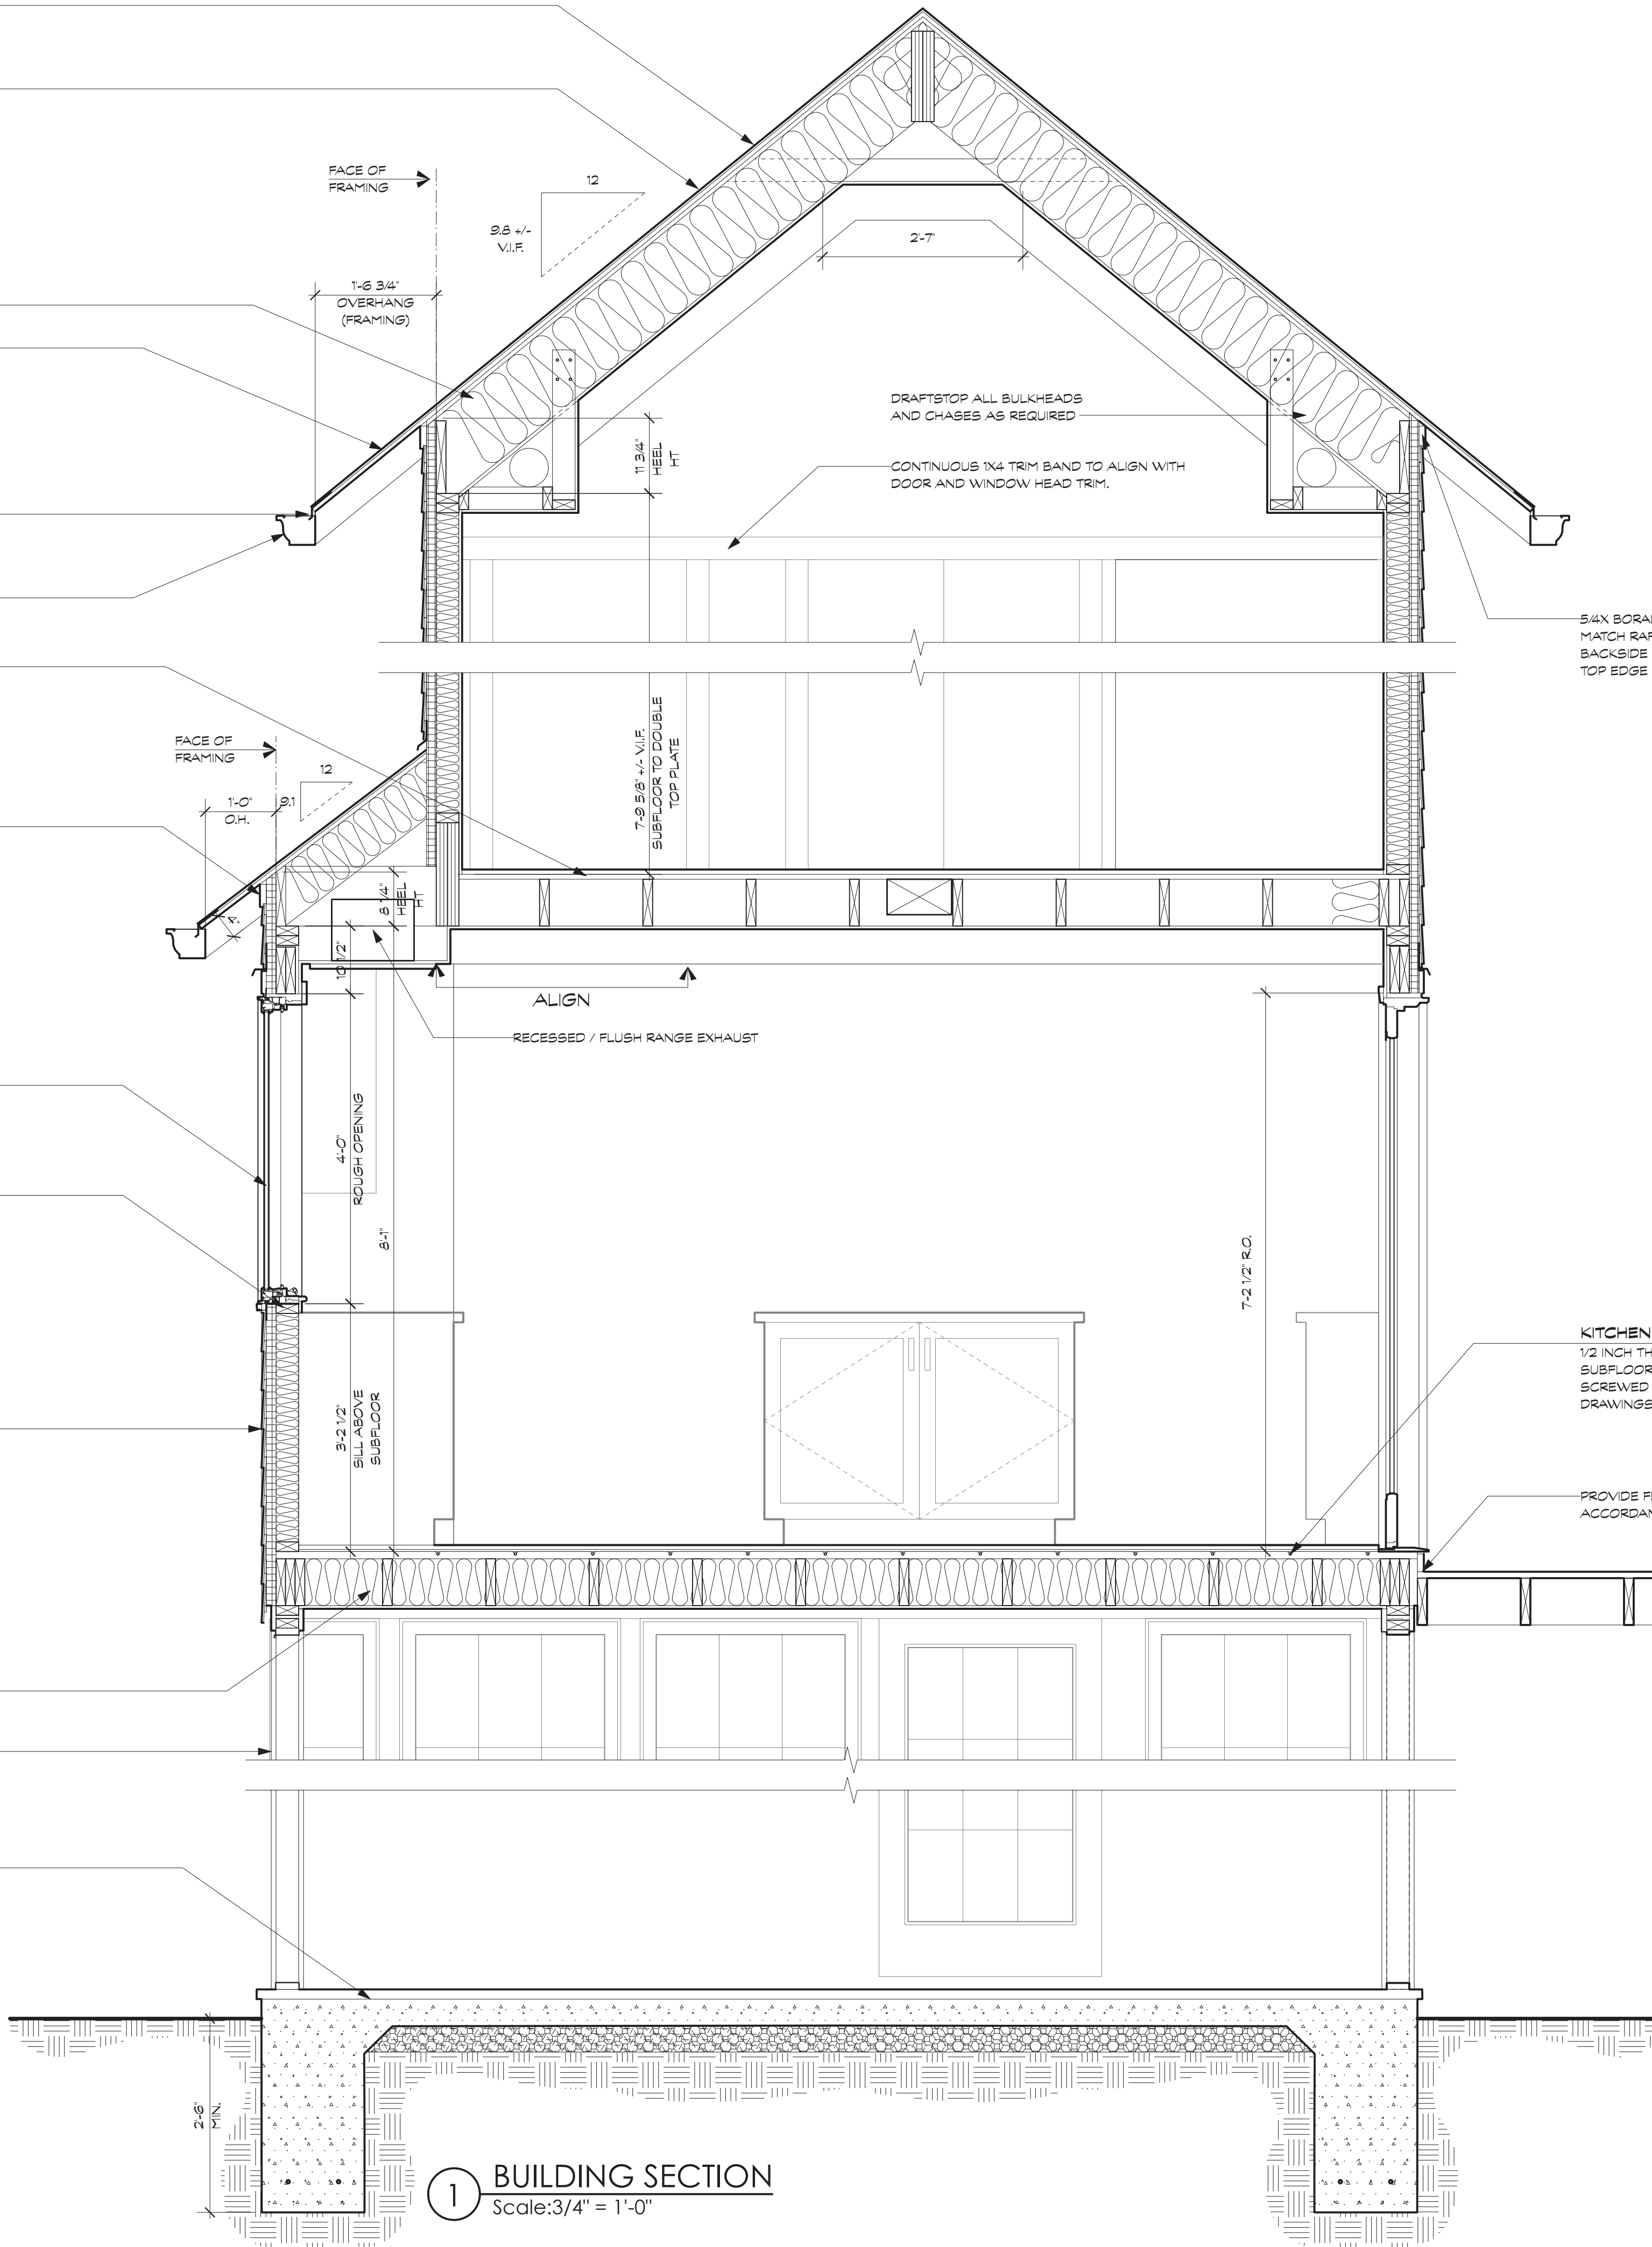 FACE OF
FRAMING
12
9.8 +/-
V.I.F.
2'-7"
1'-6 3/4"
OVERHANG
(FRAMING)
DRAFTSTOP ALL BULKHEADS
AND CHASES AS REQUIRED
11 3/4"
HEEL
HT
CONTINUOUS 1X4 TRIM BAND TO ALIGN WITH
DOOR AND WINDOW HEAD TRIM.
5/4X
MATCH
BACKSIDE
TOP EDGE
7'-9 5/8" +/- V.I.F.
SUBFLOOR TO DOUBLE
TOP PLATE
FACE OF
FRAMING
12
9.1
1'-0"
O.H.
8 1/4"
HEEL
HT
4"
10 1/2"
ALIGN
RECESSED / FLUSH RANGE EXHAUST
4'-0"
ROUGH OPENING
8'-1"
7'-2 1/2" R.O.
KITCHEN
1/2 INCH
SUBFLOOR
SCREWED
DRAWINGS
3'-2 1/2"
SILL ABOVE
SUBFLOOR
PROVIDE
2'-6"
MIN.
1
BUILDING SECTION
Scale:3/4" = 1'-0"